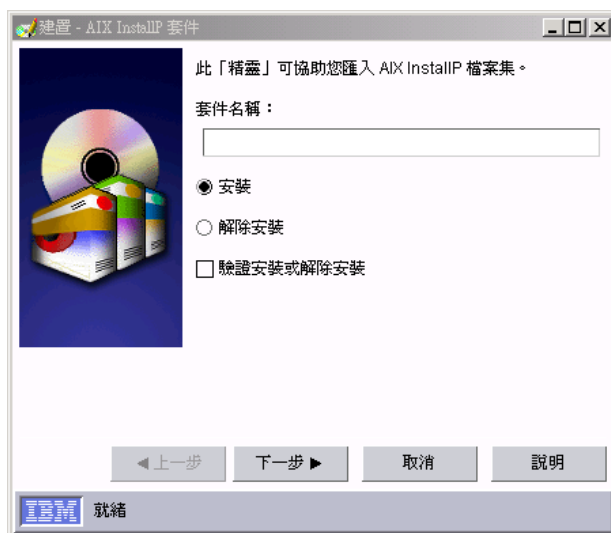 建置 - AIX InstallP 套件
此「精靈」可協助您匯入 AIX InstallP 檔案集。
套件名稱：
安裝
解除安裝
驗證安裝或解除安裝
◀上一步 下一步▶ 取消 說明
IBM 就緒